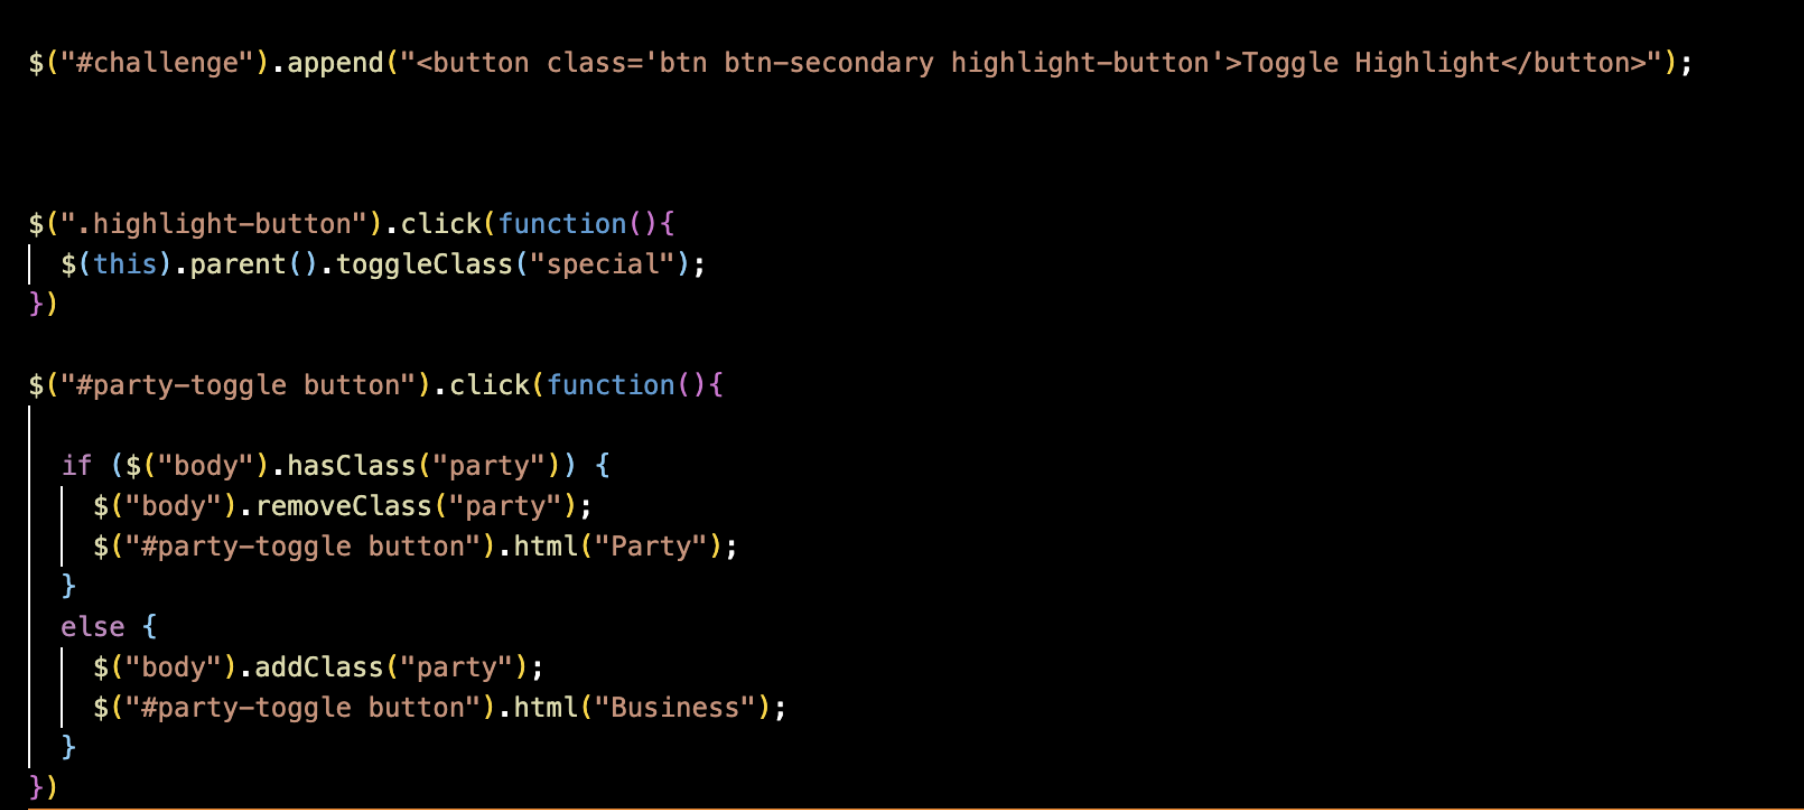 $("#challenge").append("<button class='btn btn-secondary highlight-button'>Toggle Highlight</button>");
$(".highlight-button").click(function(){
  $(this).parent().toggleClass("special");
})
$("#party-toggle button").click(function(){
  if ($("body").hasClass("party")) {
    $("body").removeClass("party");
    $("#party-toggle button").html("Party");
  }
  else {
    $("body").addClass("party");
    $("#party-toggle button").html("Business");
  }
})